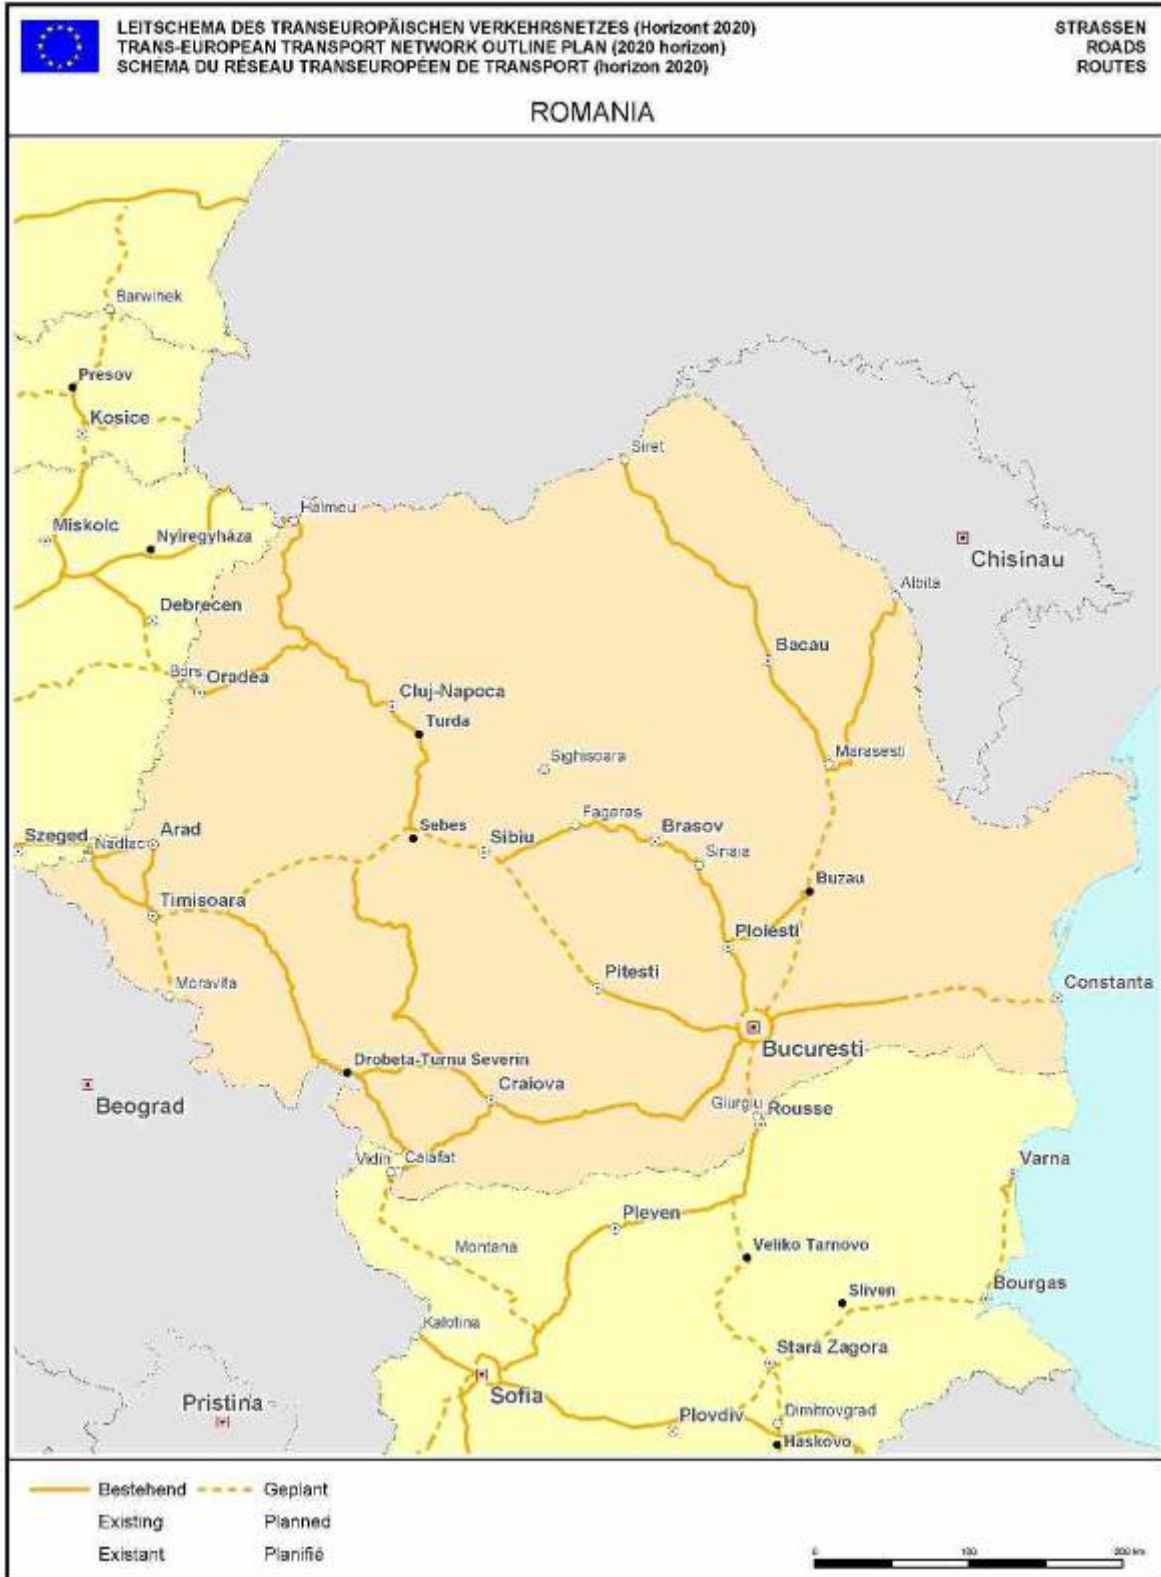 LEITSCHEMA DES TRANSEUROPÄISCHEN VERKEHRSNETZES (Horizont 2020)
TRANS-EUROPEAN TRANSPORT NETWORK OUTLINE PLAN (2020 horizon)
SCHÉMA DU RÉSEAU TRANSEUROPÉEN DE TRANSPORT (horizon 2020)
STRASSEN
ROADS
ROUTES
ROMANIA
Barwinek
Presov
Kosice
Siret
Halmeu
Miskolc
Nyíregyháza
Chisinau
Albita
Debrecen
Bacau
Bors
Oradea
Cluj-Napoca
Turda
Sighisoara
Marasesti
Fagaras
Sebes
Sibiu
Brasov
Szeged
Nadlac
Arad
Sinaia
Buzau
Timisoara
Ploiesti
Pitesti
Moravita
Constanta
Bucuresti
Drobeta-Turnu Severin
Craiova
Beograd
Giurgiu
Rousse
Vidin
Calafat
Varna
Pleven
Montana
Veliko Tarnovo
Sliven
Bourgas
Kalotina
Stara Zagora
Sofia
Pristina
Plovdiv
Dimitrovgrad
Haskovo
Bestehend
Geplant
Existing
Planned
Existant
Planifié
0
100
200 km